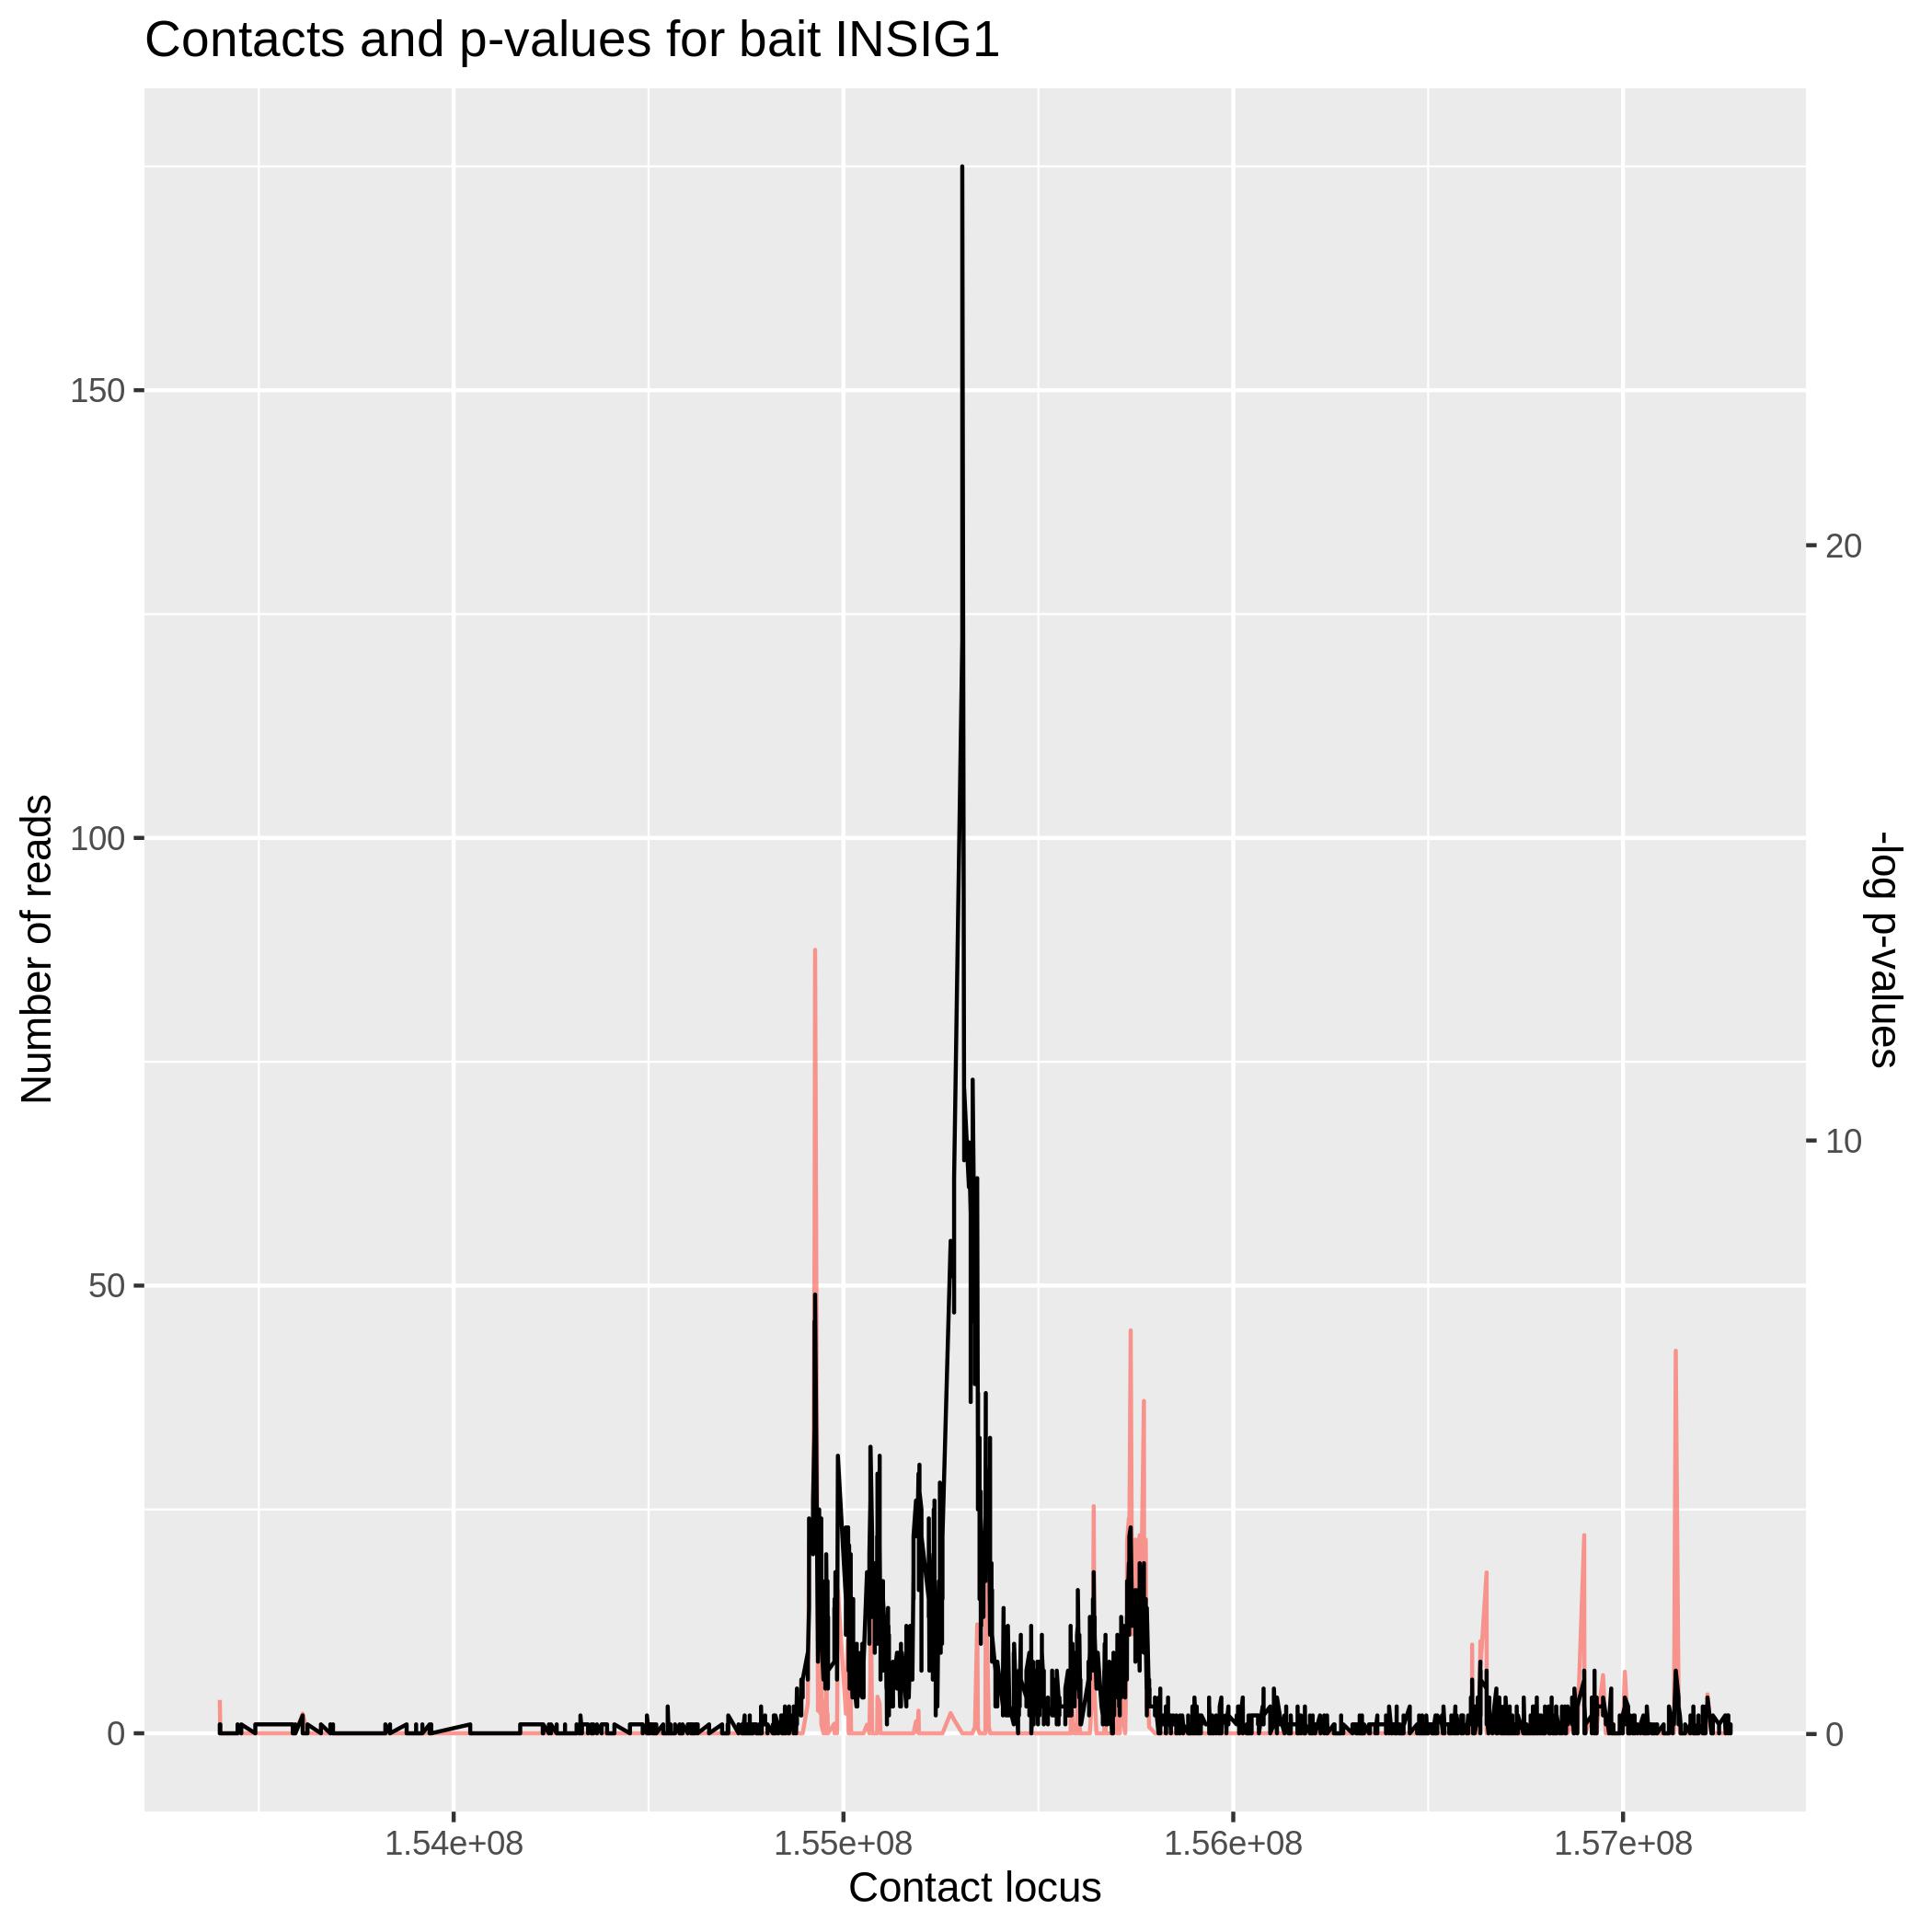 Contacts and p-values for bait INSIG1
Number of reads
150
100
50
0
20
10
0
-log p-values
1.54e+08
1.55e+08
1.56e+08
1.57e+08
Contact locus